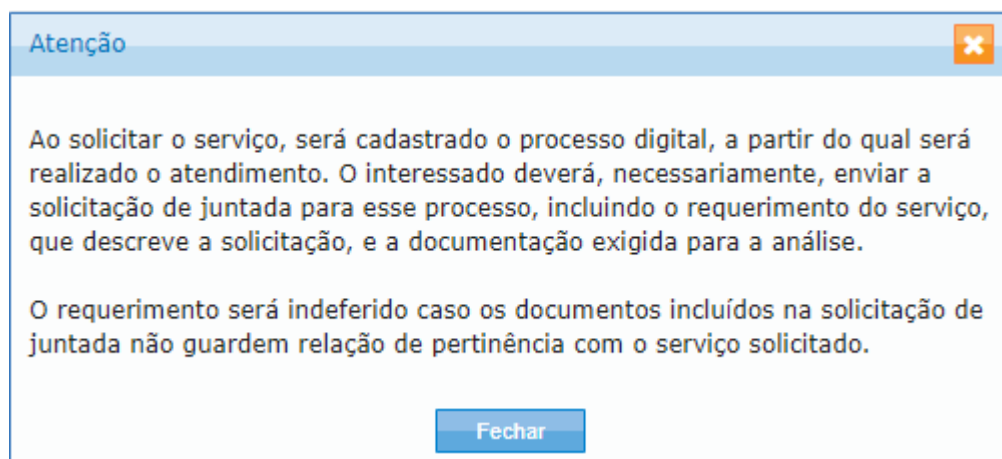 Atenção
Ao solicitar o serviço, será cadastrado o processo digital, a partir do qual será
realizado o atendimento. O interessado deverá, necessariamente, enviar a
solicitação de juntada para esse processo, incluindo o requerimento do serviço,
que descreve a solicitação, e a documentação exigida para a análise.
O requerimento será indeferido caso os documentos incluídos na solicitação de
juntada não guardem relação de pertinência com o serviço solicitado.
Fechar